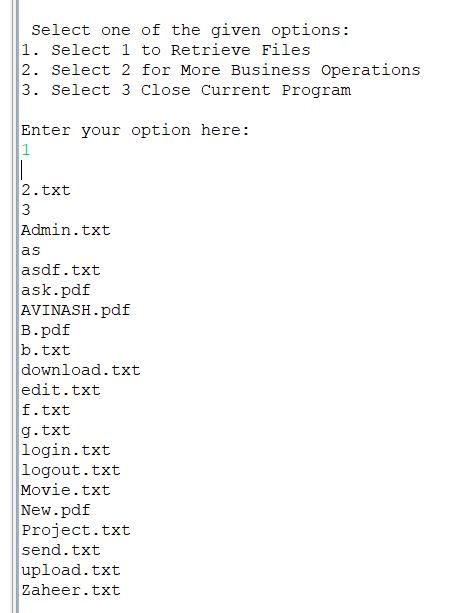 Select one of the given options:
1. Select 1 to Retrieve Files
2. Select 2 for More Business Operations
3. Select 3 Close Current Program
Enter your option here:
1
2.txt
3
Admin.txt
as
asdf.txt
ask.pdf
AVINASH.pdf
B.pdf
b.txt
download.txt
edit.txt
f.txt
g.txt
login.txt
logout.txt
Movie.txt
New.pdf
Project.txt
send.txt
upload.txt
Zaheer.txt